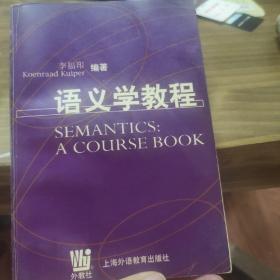 李福印
Koenraad Kuiper 编著
语义学教程
SEMANTICS:
A COURSE BOOK
外教社
上海外语教育出版社